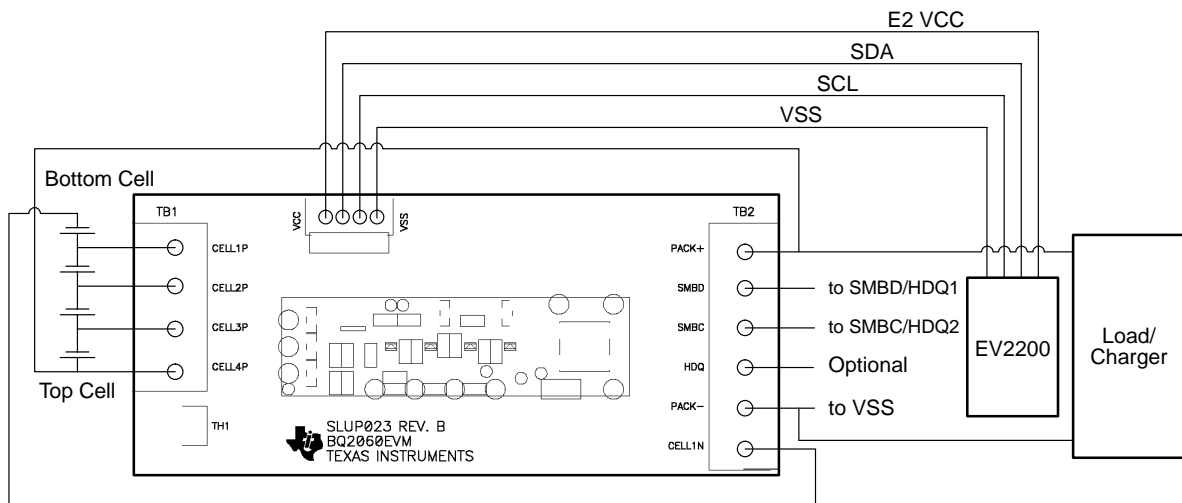 E2 VCC
SDA
SCL
VSS
Bottom Cell
TB1
VCC
VSS
TB2
CELL1P
CELL2P
CELL3P
CELL4P
Top Cell
TH1
PACK+
SMBD
SMBC
HDQ
PACK-
CELL1N
to SMBD/HDQ1
to SMBC/HDQ2
Optional
to VSS
EV2200
Load/
Charger
SLUP023 REV. B
BQ2060EVM
TEXAS INSTRUMENTS